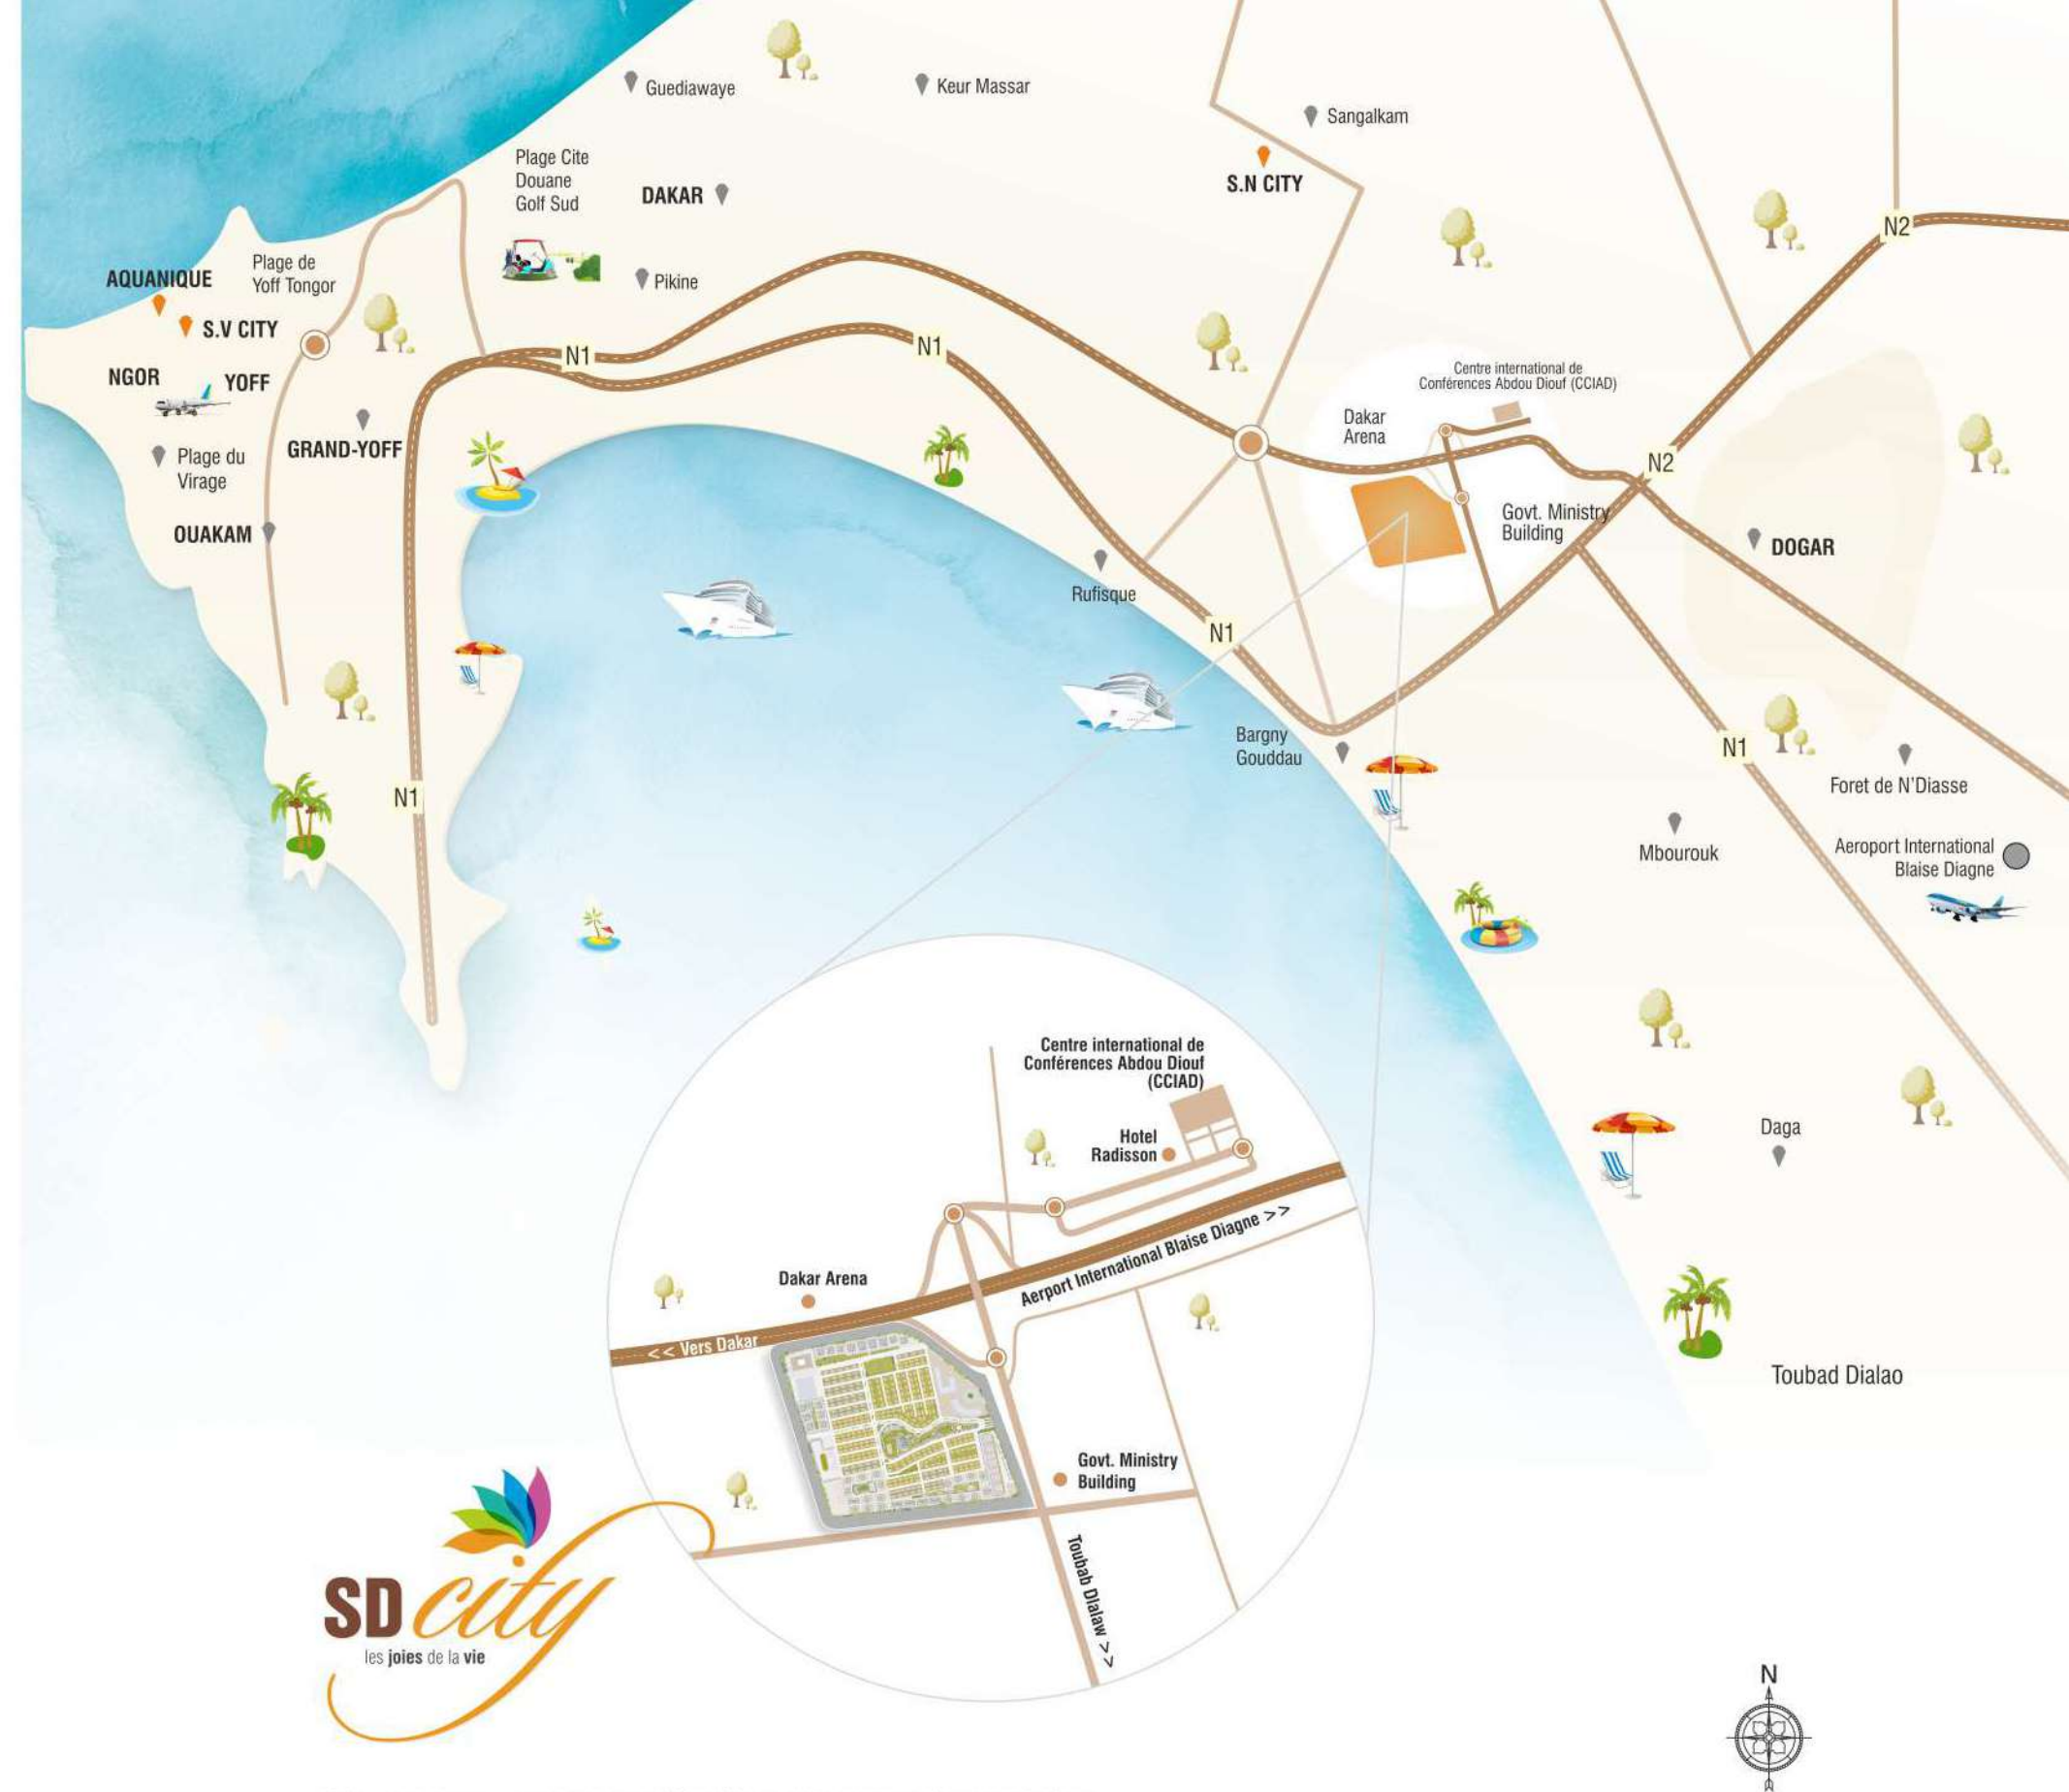 Guediawaye
Keur Massar
Sangalkam
Plage Cite
Douane
Golf Sud
DAKAR
S.N CITY
N2
AQUANIQUE
Plage de
Yoff Tongor
Pikine
S.V CITY
N1
N1
NGOR
YOFF
Centre international de
Conférences Abdou Diouf (CCIAD)
Dakar
Arena
GRAND-YOFF
Plage du
Virage
N2
Govt. Ministry
Building
OUAKAM
DOGAR
Rufisque
N1
Bargny
Gouddau
N1
Foret de N'Diasse
N1
Mbourouk
Aeroport International
Blaise Diagne
Centre international de
Conférences Abdou Diouf
(CCIAD)
Hotel
Radisson
Daga
Aerport International Blaise Diagne >>
Dakar Arena
<< Vers Dakar
Toubad Dialao
Govt. Ministry
Building
Toubab Dlalaw >>
SD city
les joies de la vie
N